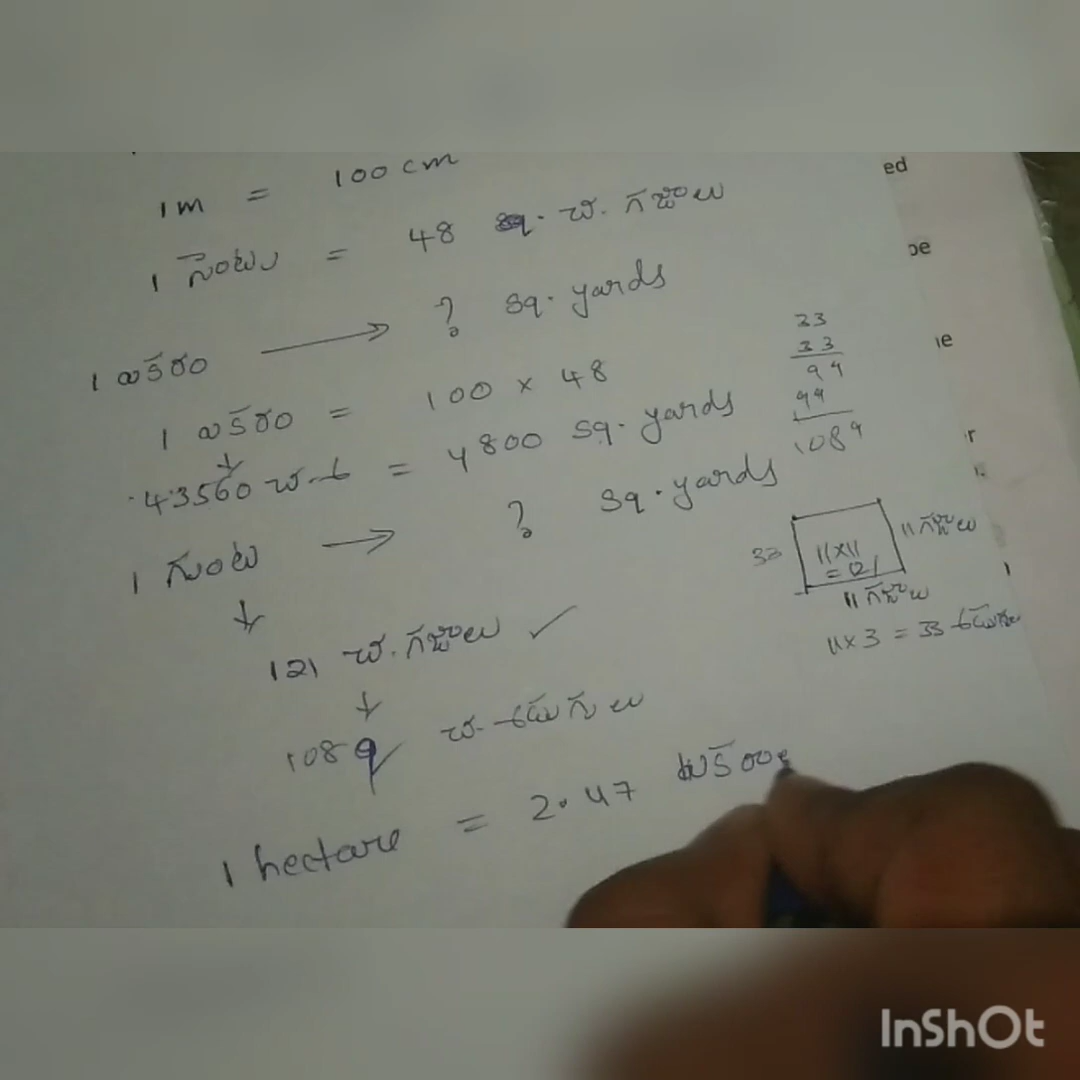 1m = 100 cm
1 సెంటు = 48 చ. గజాలు
1 ఎకరం → ? sq. yards
1 ఎకరం = 100 × 48
43560 చ.అ = 4800 sq. yards
1 గుంట → ? sq. yards
↓
121 చ. గజాలు ✓
↓
1089 చ. అడుగులు
1 hectare = 2.47
33
33
99
99
1089
33
11×11
= 121
11 గజాలు
11 గజాలు
11×3 = 33 అడుగులు
ed
ie
r
InShOt